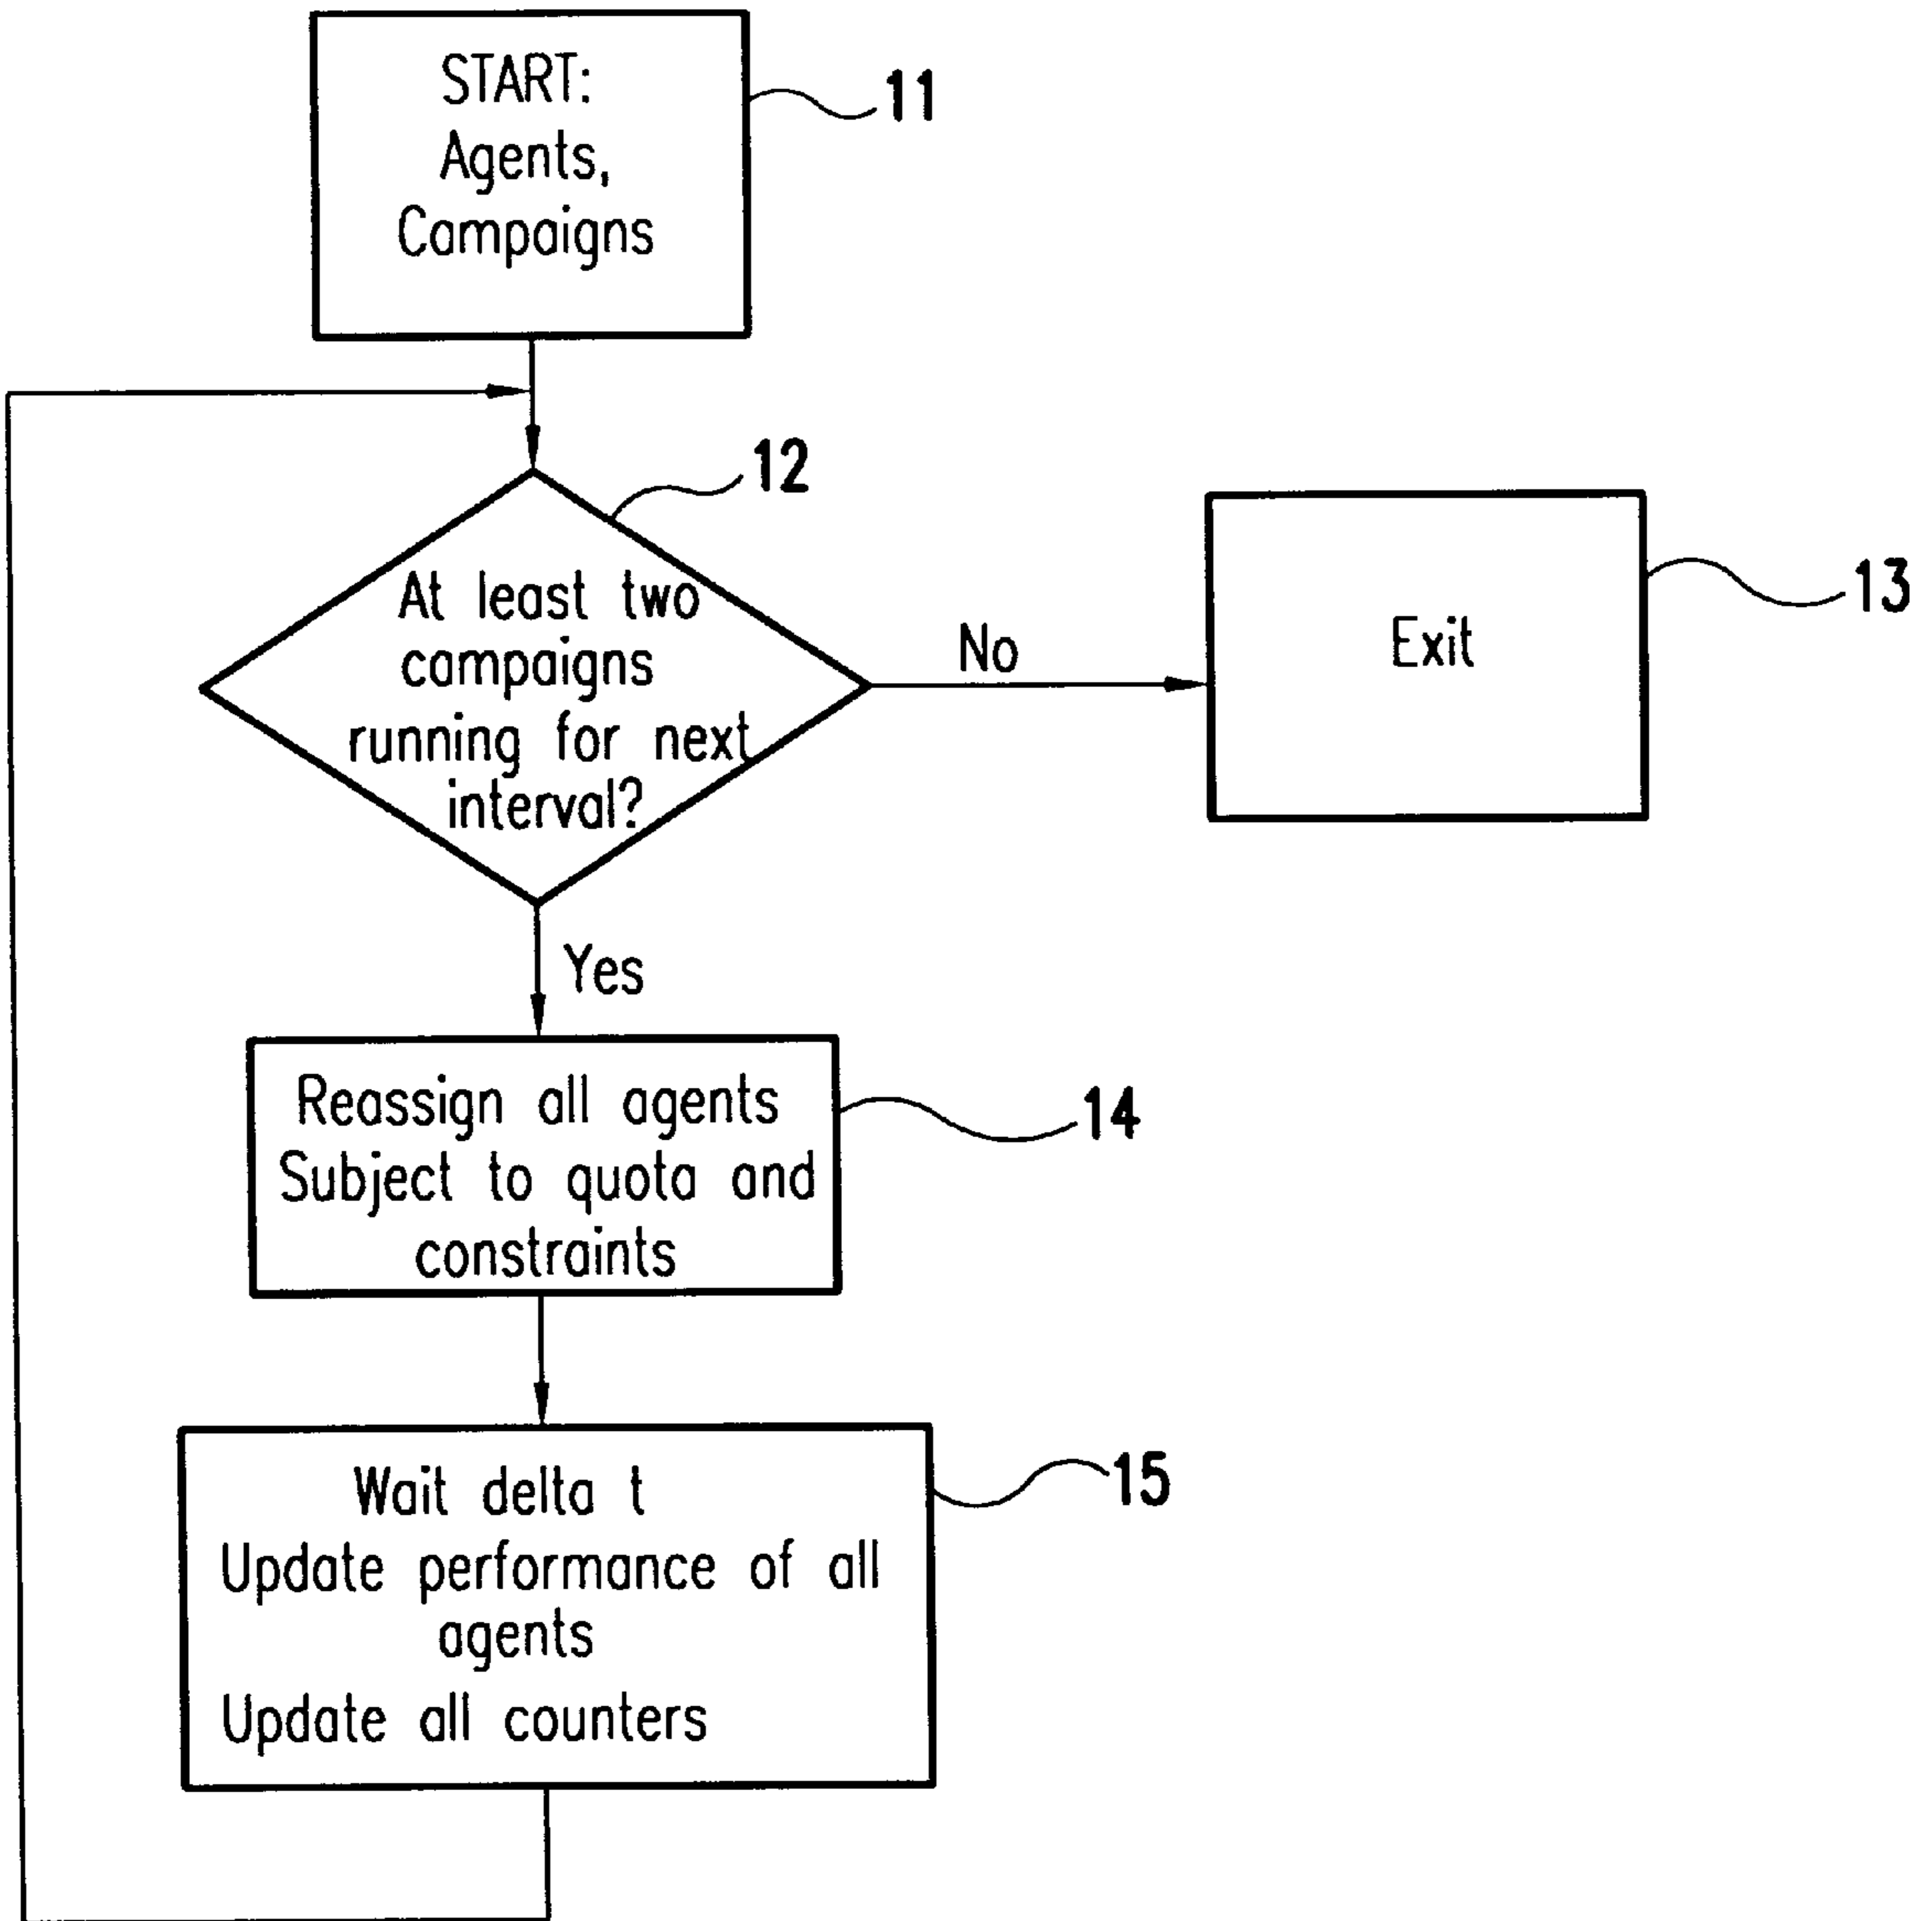 START:
Agents,
Campaigns
11
12
At least two
campaigns
running for next
interval?
No
Exit
13
Yes
Reassign all agents
Subject to quota and
constraints
14
Wait delta t
Update performance of all
agents
Update all counters
15